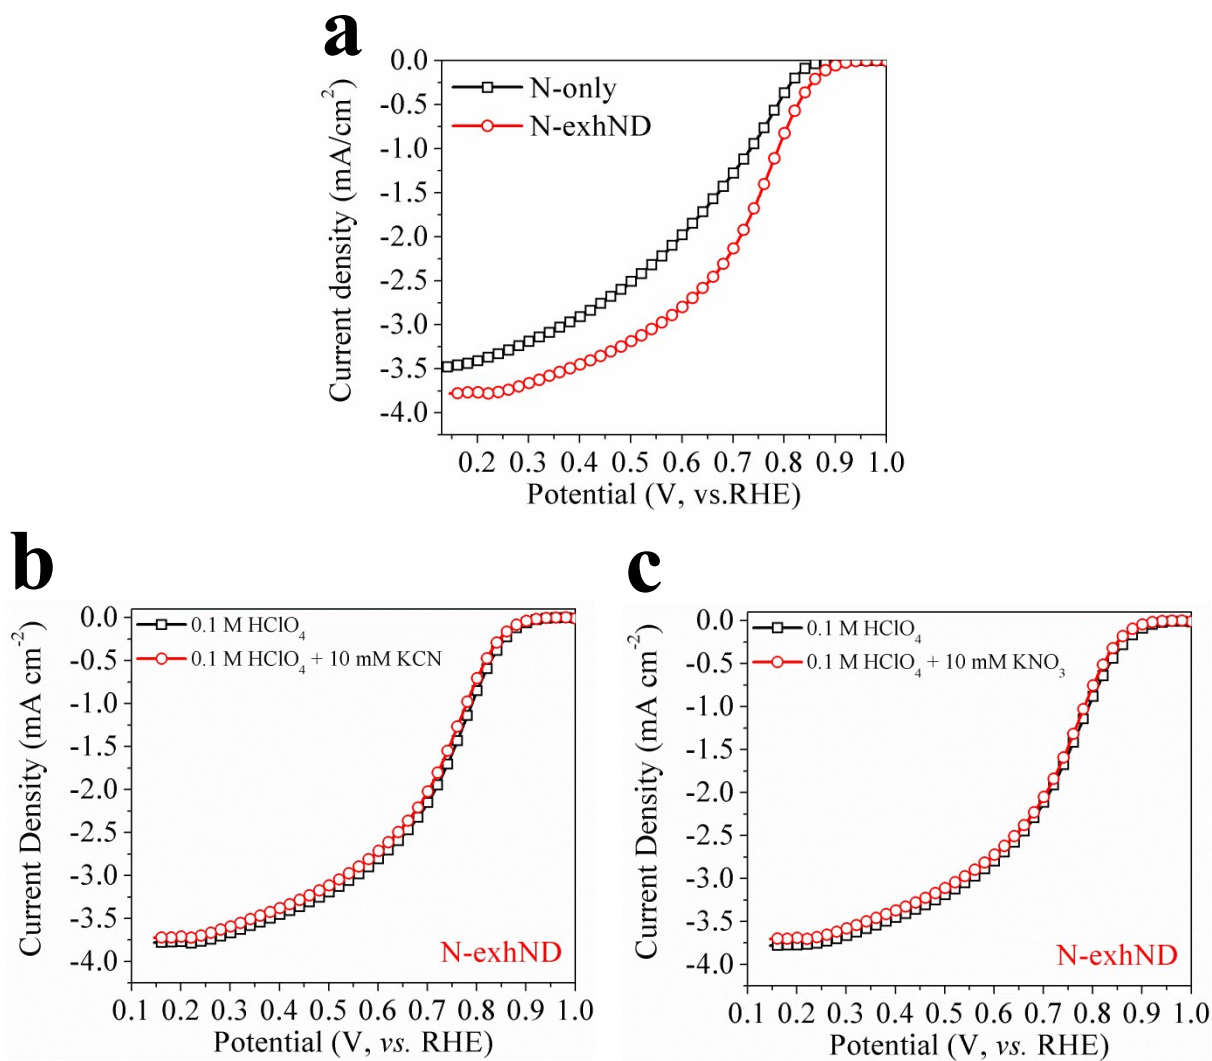 a
0.0
-0.5
-1.0
-1.5
-2.0
-2.5
-3.0
-3.5
-4.0
Current density (mA/cm²)
N-only
N-exhND
0.2 0.3 0.4 0.5 0.6 0.7 0.8 0.9 1.0
Potential (V, vs.RHE)
b
0.0
-0.5
-1.0
-1.5
-2.0
-2.5
-3.0
-3.5
-4.0
Current Density (mA cm⁻²)
0.1 M HClO₄
0.1 M HClO₄ + 10 mM KCN
N-exhND
0.1 0.2 0.3 0.4 0.5 0.6 0.7 0.8 0.9 1.0
Potential (V, vs. RHE)
c
0.0
-0.5
-1.0
-1.5
-2.0
-2.5
-3.0
-3.5
-4.0
Current Density (mA cm⁻²)
0.1 M HClO₄
0.1 M HClO₄ + 10 mM KNO₃
N-exhND
0.1 0.2 0.3 0.4 0.5 0.6 0.7 0.8 0.9 1.0
Potential (V, vs. RHE)